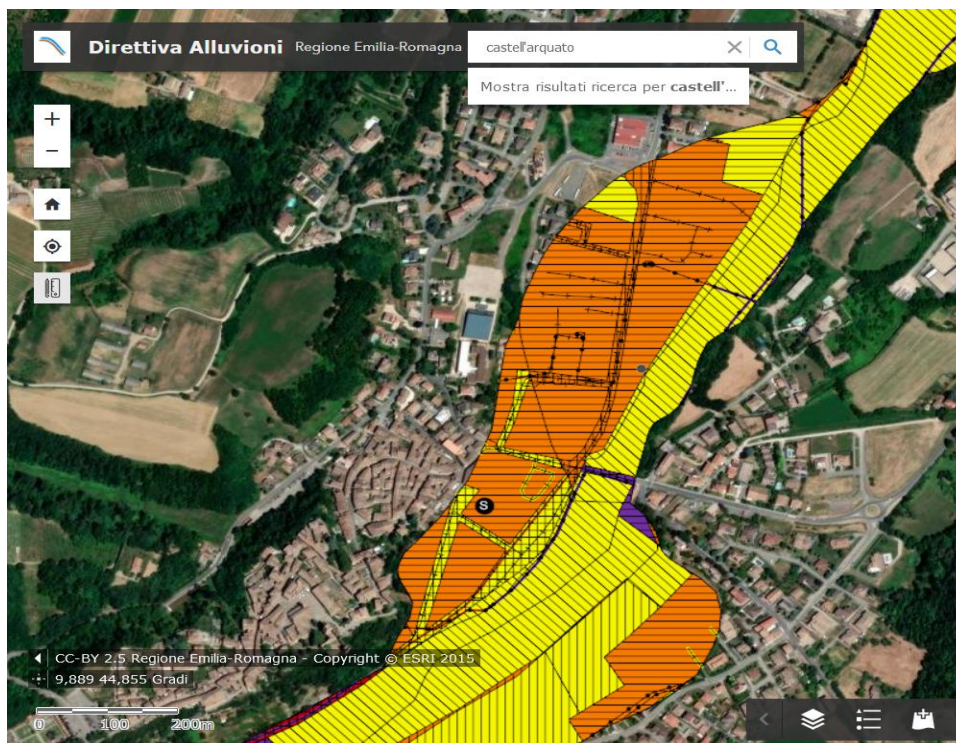 Direttiva Alluvioni Regione Emilia-Romagna
castell'arquato
Mostra risultati ricerca per castell'...
+
−
S
CC-BY 2.5 Regione Emilia-Romagna - Copyright © ESRI 2015
9,889 44,855 Gradi
0 100 200m